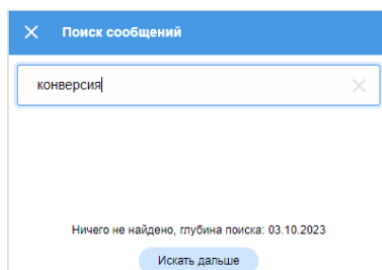 Поиск сообщений
конверсия
Ничего не найдено, глубина поиска: 03.10.2023
Искать дальше